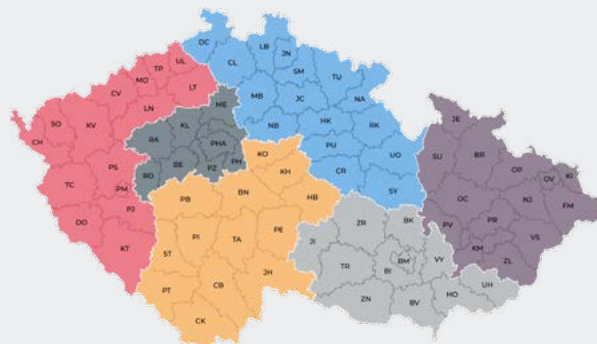 DC
LB
JN
CL
SM
TU
UL
TP
MO
LT
CV
LN
SO
KV
CH
ME
MB
JC
NA
NB
HK
RK
PU
UO
CR
SY
RA
KL
PHA
BE
PZ
PH
RO
PS
TC
PM
PJ
DO
KT
KO
KH
BN
HB
PB
PE
PI
TA
ST
JH
PT
CB
CK
ZR
BK
JI
TR
BM
BI
VY
ZN
BV
HO
UH
JE
SU
BR
OP
OV
KI
OC
NJ
FM
PR
PV
VS
KM
ZL